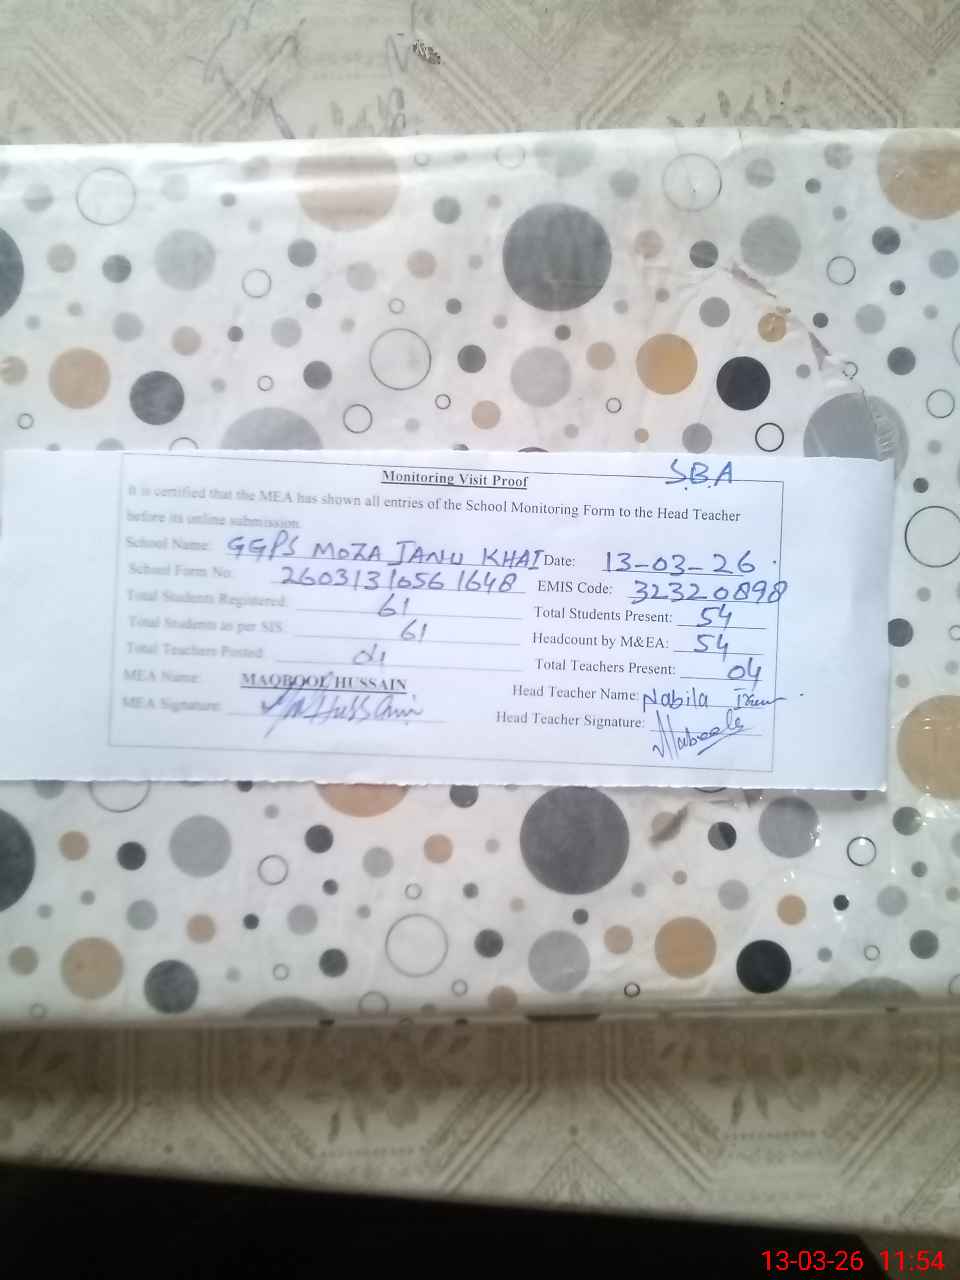 S.B.A
Monitoring Visit Proof
It is certified that the MEA has shown all entries of the School Monitoring Form to the Head Teacher
before its online submission.
School Name: GGPS MOZA JANU KHAI Date: 13-03-26
School Form No: 2603131056 1648 EMIS Code: 32320898
Total Students Registered: 61 Total Students Present: 54
Total Students as per SIS: 61 Headcount by M&EA: 54
Total Teachers Posted: 04 Total Teachers Present: 04
MEA Name: MAQBOOL HUSSAIN Head Teacher Name: Nabila
MEA Signature: Head Teacher Signature: Nabeela
13-03-26 11:54